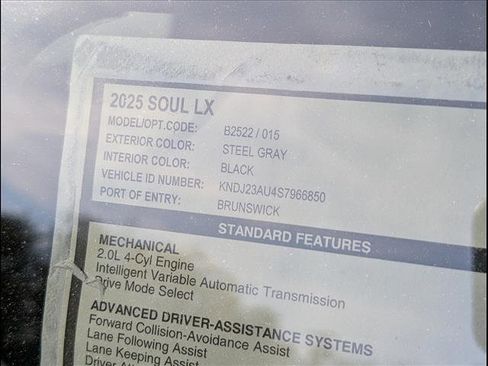 2025 SOUL LX
MODEL/OPT.CODE: B2522 / 015
EXTERIOR COLOR: STEEL GRAY
INTERIOR COLOR: BLACK
VEHICLE ID NUMBER: KNDJ23AU4S7966850
PORT OF ENTRY: BRUNSWICK
STANDARD FEATURES
MECHANICAL
2.0L 4-Cyl Engine
Intelligent Variable Automatic Transmission
Drive Mode Select
ADVANCED DRIVER-ASSISTANCE SYSTEMS
Forward Collision-Avoidance Assist
Lane Following Assist
Lane Keeping Assist
Driver